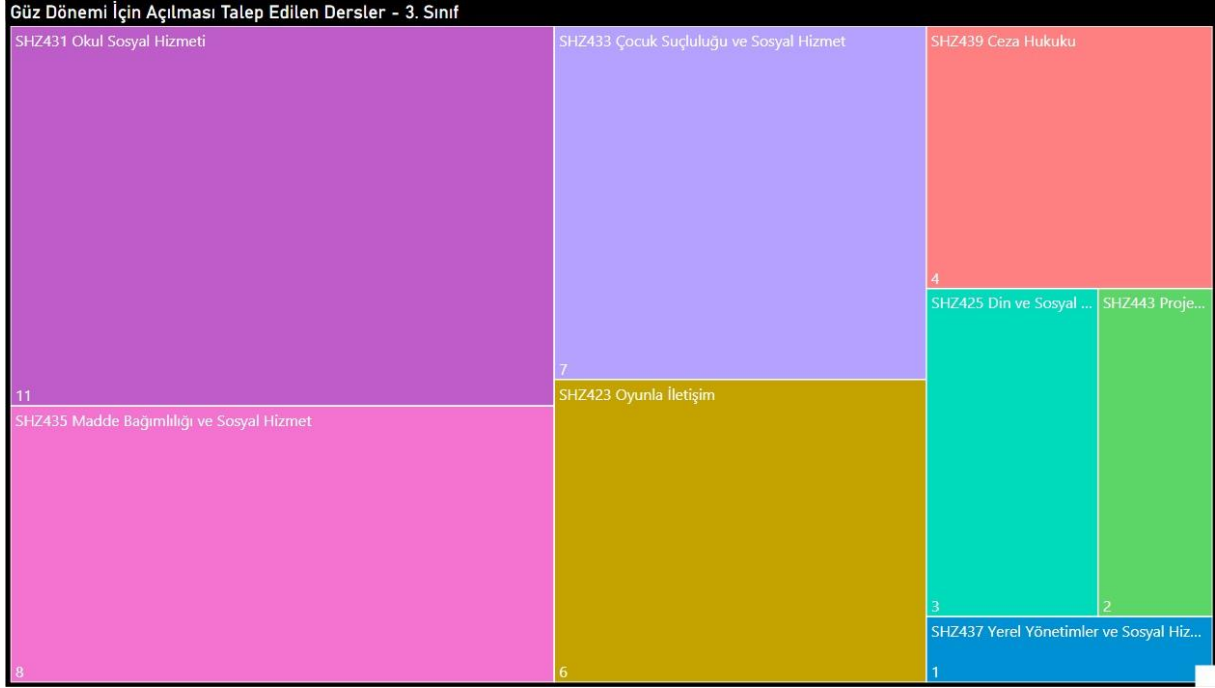 Güz Dönemi İçin Açılması Talep Edilen Dersler - 3. Sınıf
SHZ431 Okul Sosyal Hizmeti
11
SHZ435 Madde Bağımlılığı ve Sosyal Hizmet
8
SHZ433 Çocuk Suçluluğu ve Sosyal Hizmet
7
SHZ423 Oyunla İletişim
6
SHZ439 Ceza Hukuku
4
SHZ425 Din ve Sosyal ...
3
SHZ443 Proje...
2
SHZ437 Yerel Yönetimler ve Sosyal Hiz...
1